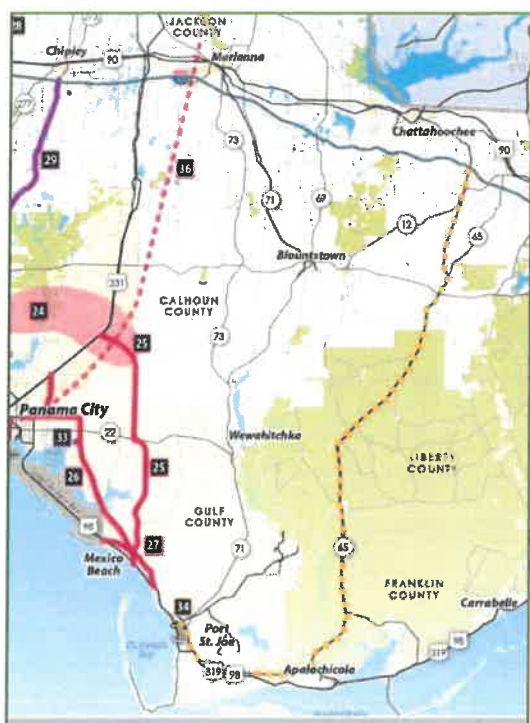 JACKSON
COUNTY
Chipley
90
Marianna
Chattahoochee
90
277
73
29
36
71
69
12
65
Blountstown
231
CALHOUN
COUNTY
24
25
73
Panama City
33
22
Wewahitchka
LIBERTY
COUNTY
26
25
98
GULF
COUNTY
27
71
65
Mexico
Beach
FRANKLIN
COUNTY
34
Carrabelle
Port
St. Joe
98
319
319
98
Apalachicola